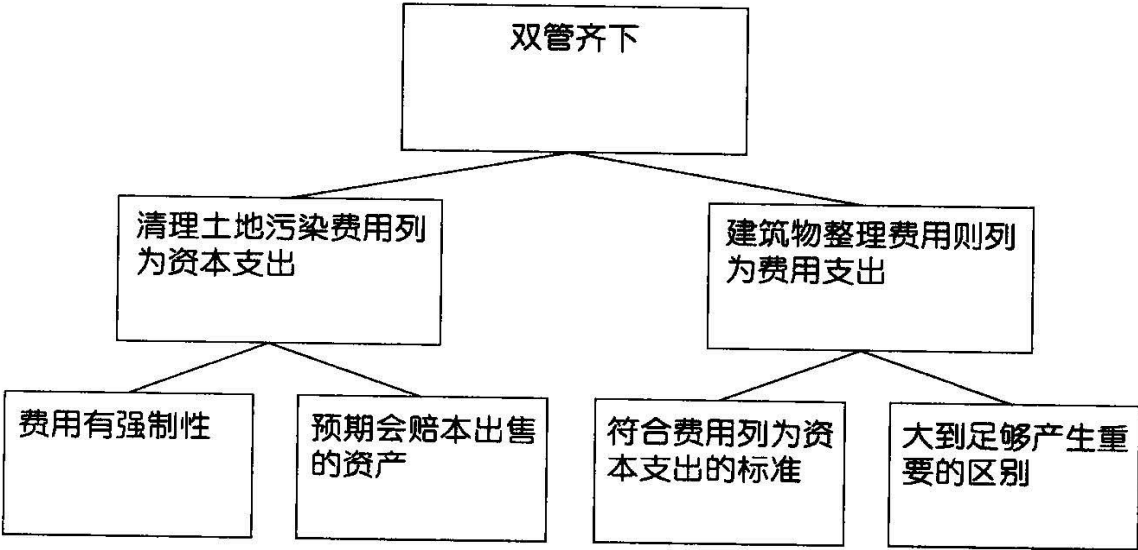 双管齐下
清理土地污染费用列
为资本支出
建筑物整理费用则列
为费用支出
费用有强制性
预期会赔本出售
的资产
符合费用列为资
本支出的标准
大到足够产生重
要的区别